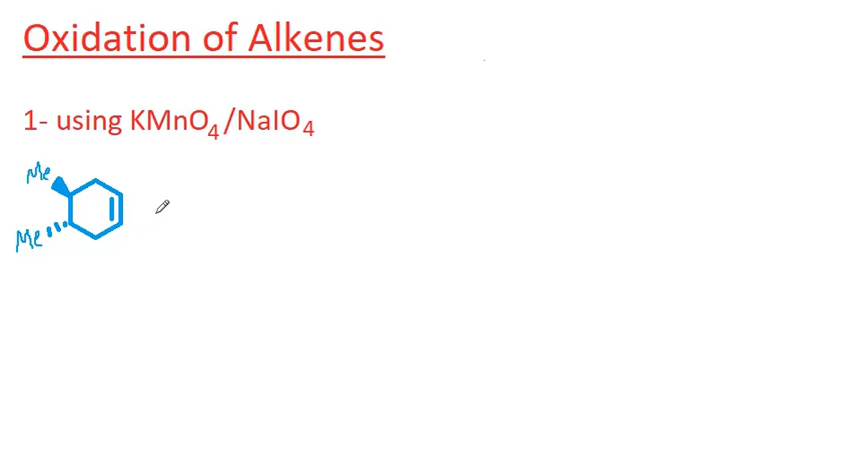 Oxidation of Alkenes
1- using KMnO₄/NaIO₄
Me
Me